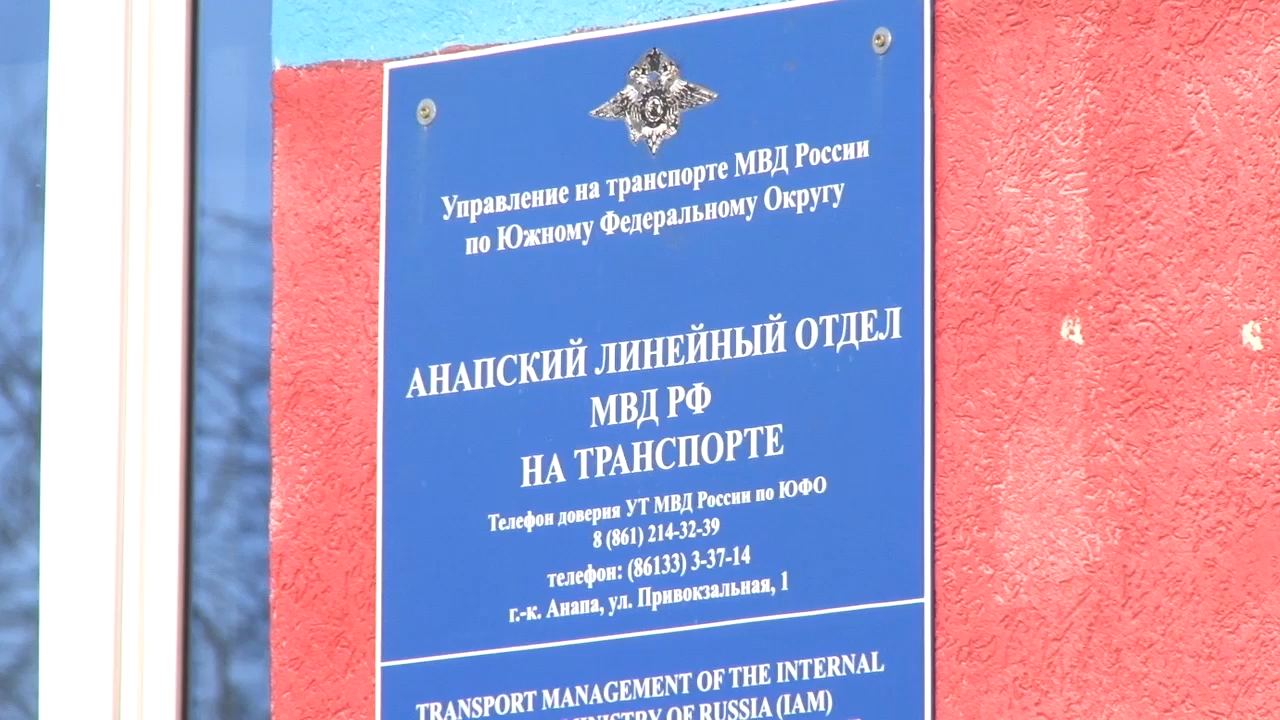 Управление на транспорте МВД России
по Южному Федеральному Округу
АНАПСКИЙ ЛИНЕЙНЫЙ ОТДЕЛ
МВД РФ
НА ТРАНСПОРТЕ
Телефон доверия УТ МВД России по ЮФО
8 (861) 214-32-39
телефон: (86133) 3-37-14
г.-к. Анапа, ул. Привокзальная, 1
TRANSPORT MANAGEMENT OF THE INTERNAL
MINISTRY OF RUSSIA (IAM)